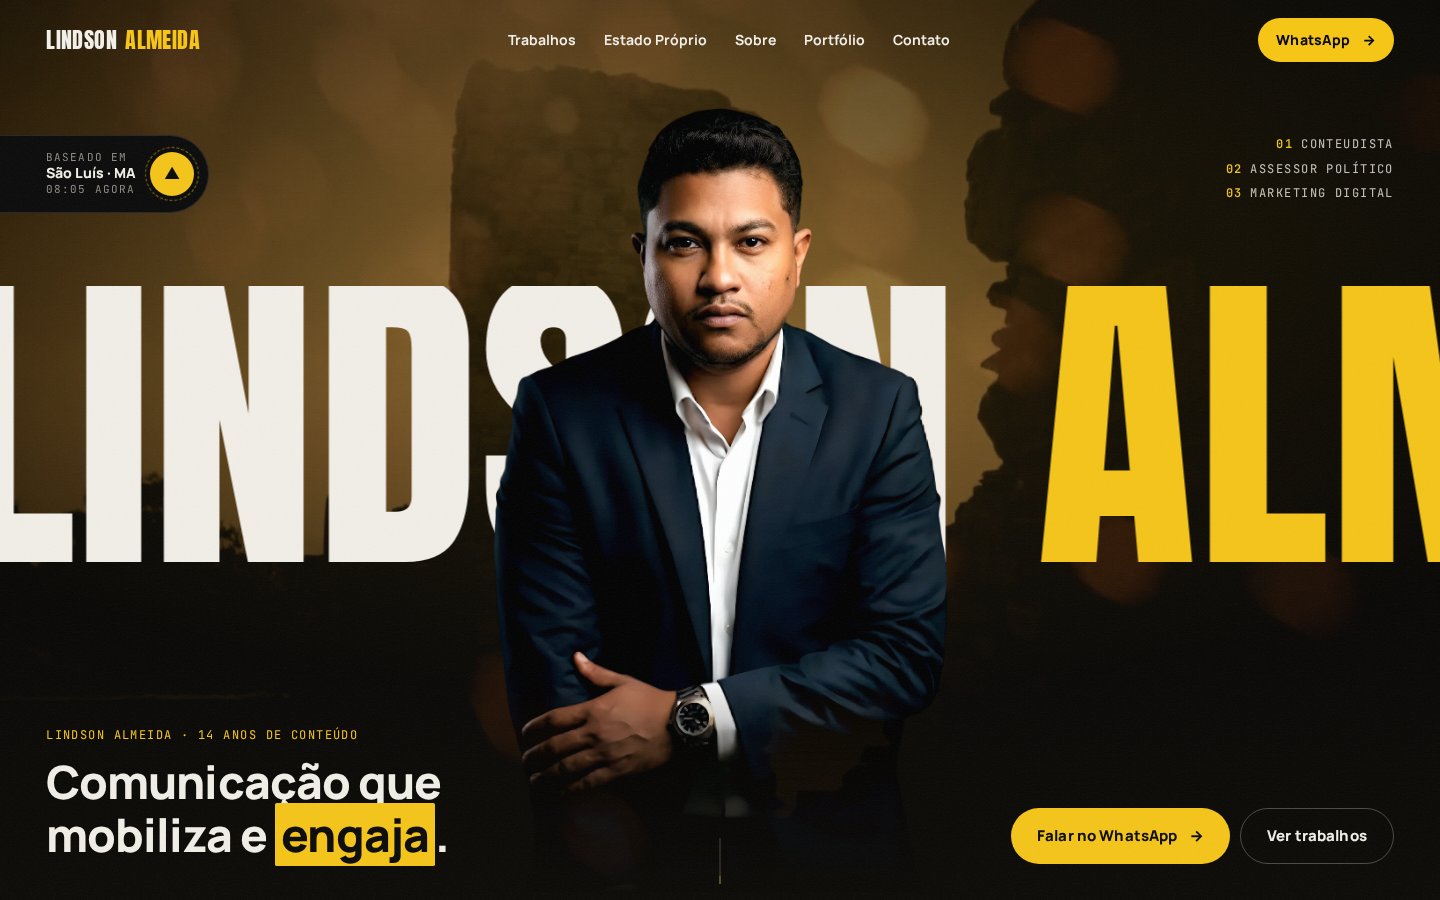 LINDSON ALMEIDA
Trabalhos Estado Próprio Sobre Portfólio Contato
WhatsApp →
BASEADO EM
São Luís · MA
08:05 AGORA
01 CONTEUDISTA
02 ASSESSOR POLÍTICO
03 MARKETING DIGITAL
LINDSON AL
LINDSON ALMEIDA · 14 ANOS DE CONTEÚDO
Comunicação que
mobiliza e engaja.
Falar no WhatsApp →
Ver trabalhos